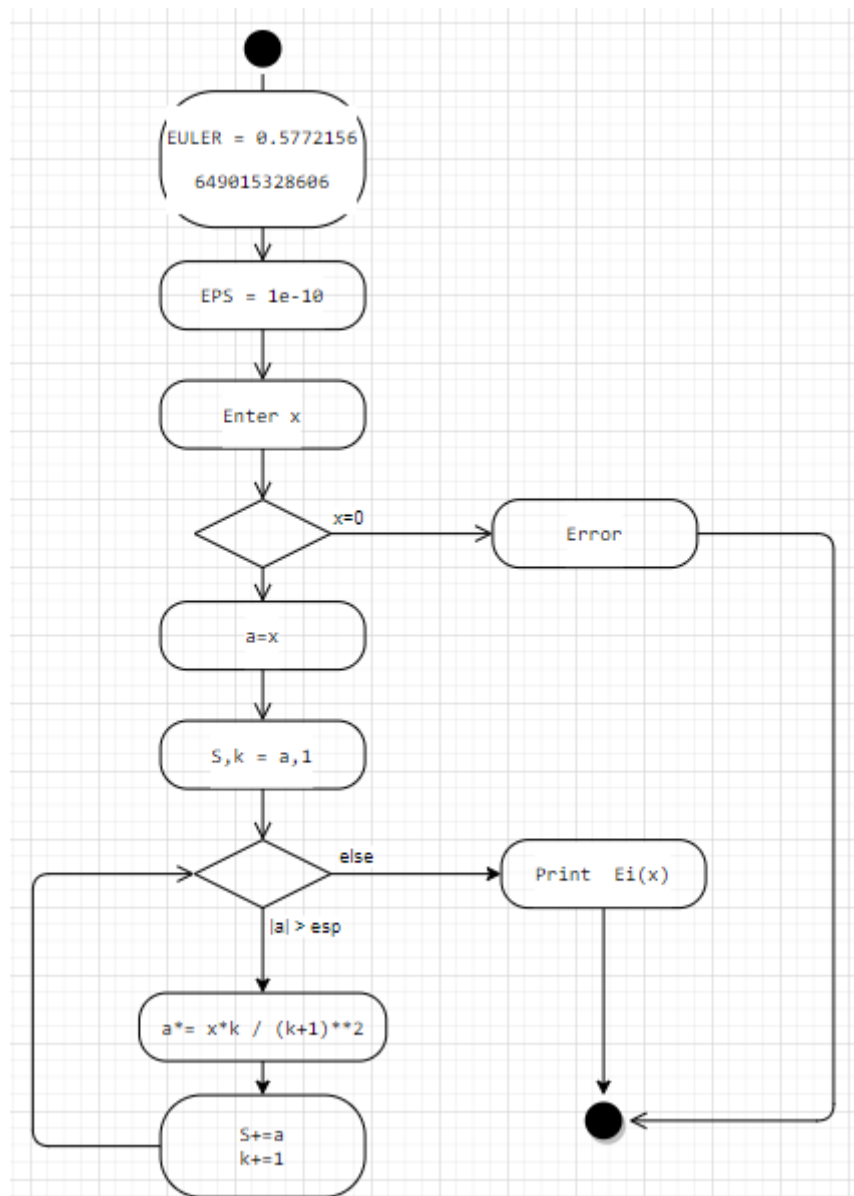 EULER = 0.5772156
649015328606
EPS = 1e-10
Enter x
x=0
Error
a=x
S,k = a,1
else
Print Ei(x)
|a| > esp
a*= x*k / (k+1)**2
S+=a
k+=1